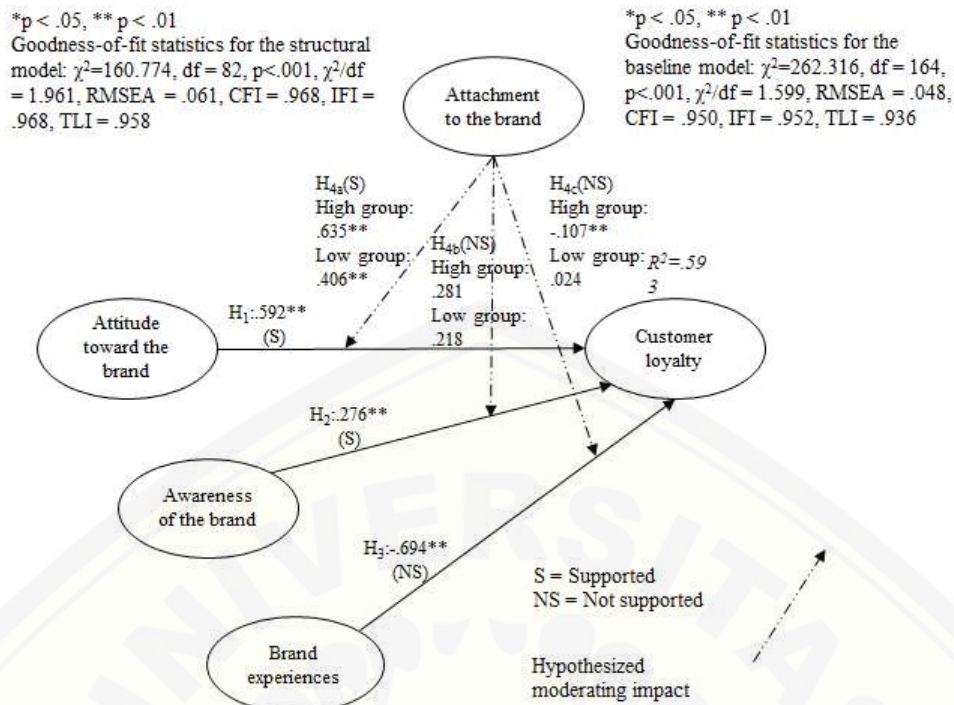 *p < .05, ** p < .01
Goodness-of-fit statistics for the structural
model: χ²=160.774, df = 82, p<.001, χ²/df
= 1.961, RMSEA = .061, CFI = .968, IFI =
.968, TLI = .958
*p < .05, ** p < .01
Goodness-of-fit statistics for the
baseline model: χ²=262.316, df = 164,
p<.001, χ²/df = 1.599, RMSEA = .048,
CFI = .950, IFI = .952, TLI = .936
Attachment
to the brand
H4a(S)
High group:
.635**
Low group:
.406**
H4b(NS)
High group:
.281
Low group:
.218
H4c(NS)
High group:
-.107**
Low group:
.024
R²=.59
3
Attitude
toward the
brand
H1:.592**
(S)
Customer
loyalty
H2:.276**
(S)
Awareness
of the brand
H3:-.694**
(NS)
Brand
experiences
S = Supported
NS = Not supported
Hypothesized
moderating impact
UNIVERSITAS